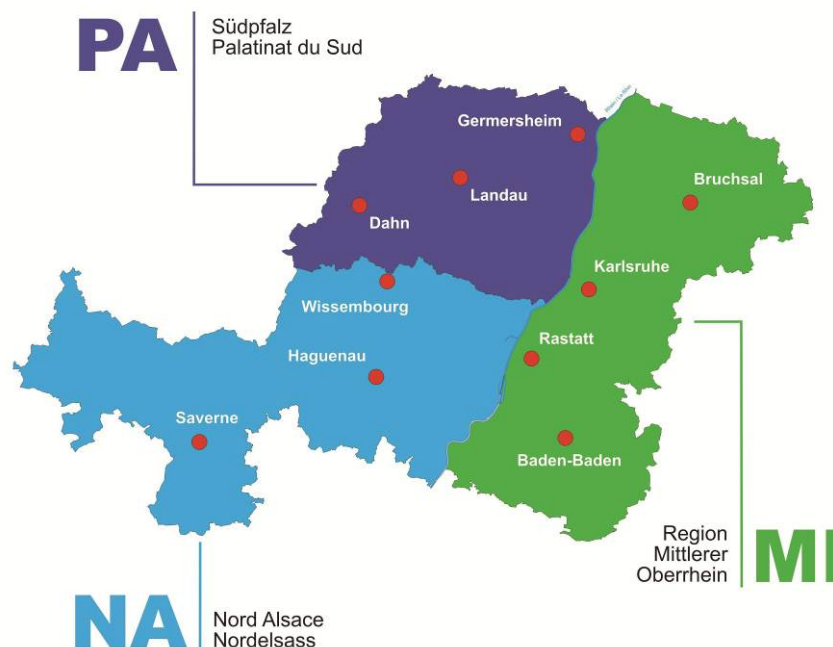 PA
Südpfalz
Palatinat du Sud
Germersheim
Bruchsal
Landau
Dahn
Karlsruhe
Wissembourg
Rastatt
Haguenau
Saverne
Baden-Baden
Region
Mittlerer
Oberrhein
MI
NA
Nord Alsace
Nordelsass